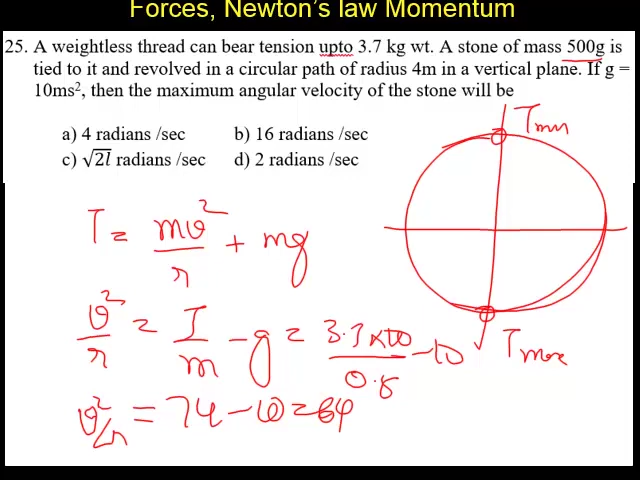 Forces, Newton's law Momentum
25. A weightless thread can bear tension upto 3.7 kg wt. A stone of mass 500g is
tied to it and revolved in a circular path of radius 4m in a vertical plane. If g =
10ms², then the maximum angular velocity of the stone will be
a) 4 radians /sec b) 16 radians /sec
c) √2l radians /sec d) 2 radians /sec
Tmin
T = mv²/r + mg
v²/r = T/m - g = 3.7×10/0.5 - 10
Tmax
v²/r = 74 - 10 = 64